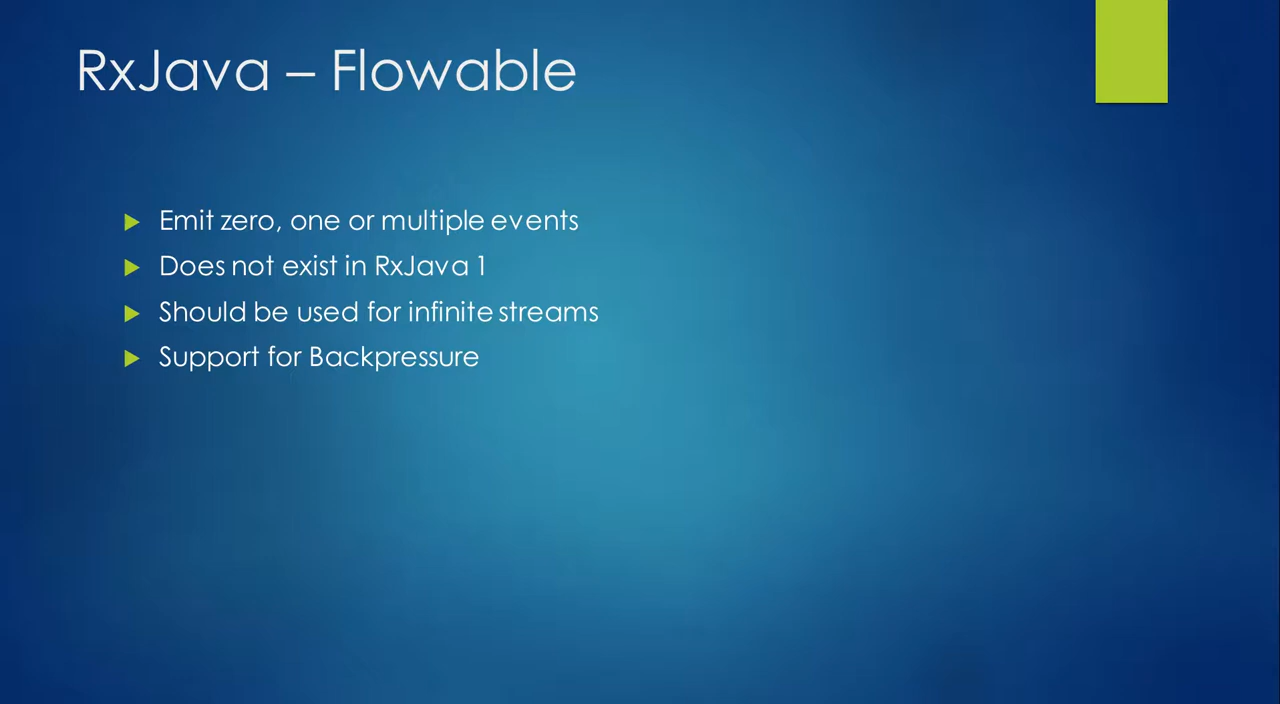 RxJava – Flowable
Emit zero, one or multiple events
Does not exist in RxJava 1
Should be used for infinite streams
Support for Backpressure